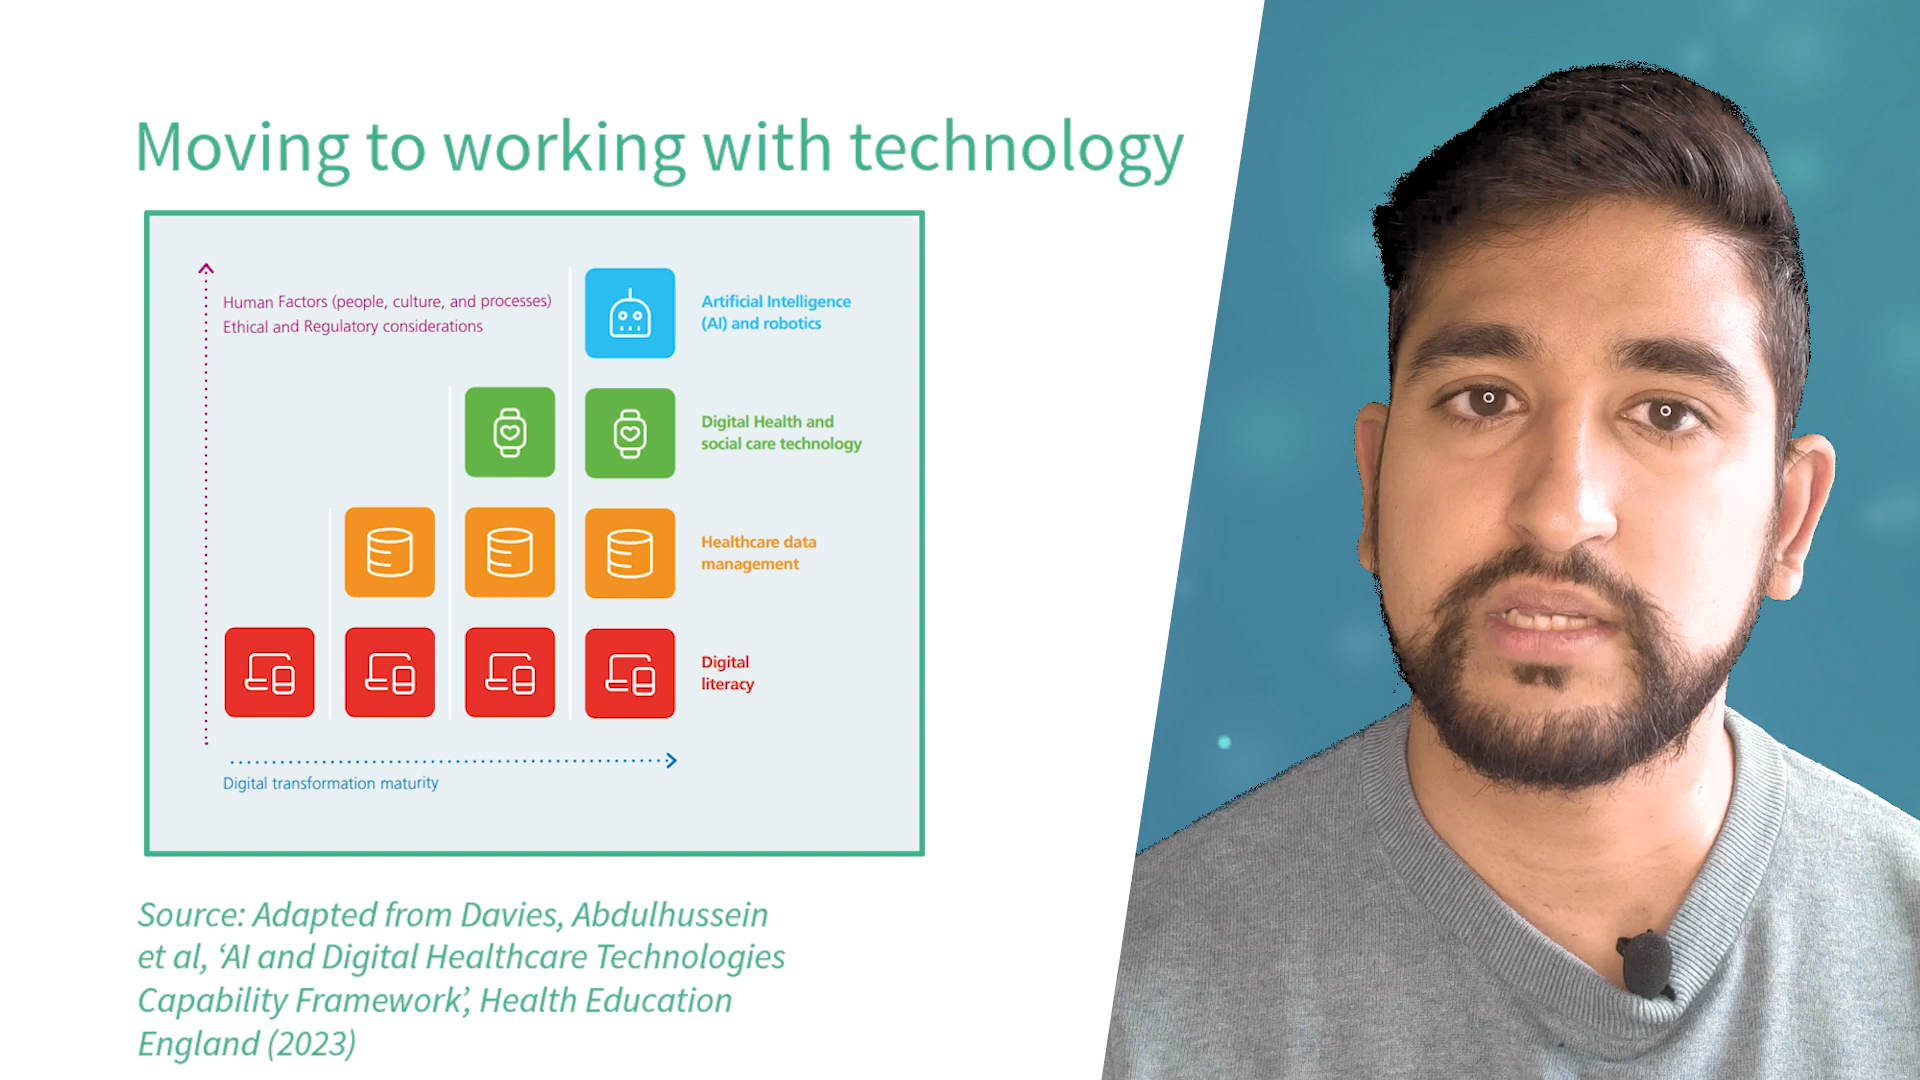 Moving to working with technology
Human Factors (people, culture, and processes)
Ethical and Regulatory considerations
Artificial Intelligence
(AI) and robotics
Digital Health and
social care technology
Healthcare data
management
Digital
literacy
Digital transformation maturity
Source: Adapted from Davies, Abdulhussein
et al, ‘AI and Digital Healthcare Technologies
Capability Framework’, Health Education
England (2023)